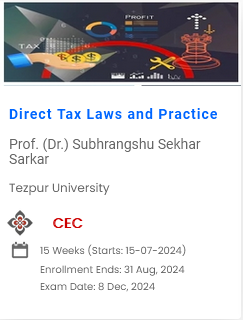 PROFIT
TAX
Direct Tax Laws and Practice
Prof. (Dr.) Subhrangshu Sekhar
Sarkar
Tezpur University
CEC
15 Weeks (Starts: 15-07-2024)
Enrollment Ends: 31 Aug, 2024
Exam Date: 8 Dec, 2024